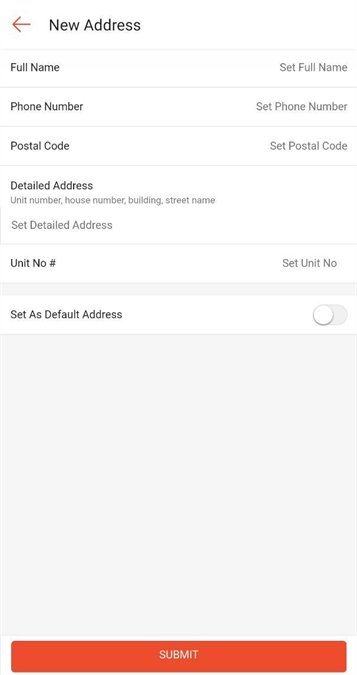 New Address
Full Name Set Full Name
Phone Number Set Phone Number
Postal Code Set Postal Code
Detailed Address
Unit number, house number, building, street name
Set Detailed Address
Unit No # Set Unit No
Set As Default Address
SUBMIT